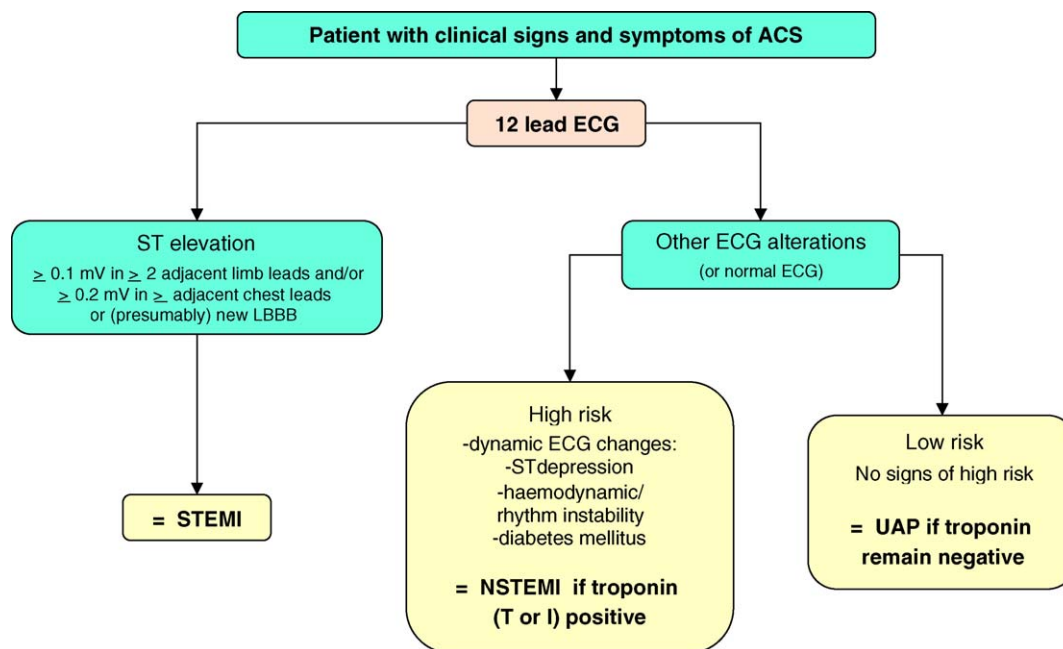 Patient with clinical signs and symptoms of ACS
12 lead ECG
ST elevation
≥ 0.1 mV in ≥ 2 adjacent limb leads and/or
≥ 0.2 mV in ≥ adjacent chest leads
or (presumably) new LBBB
Other ECG alterations
(or normal ECG)
High risk
-dynamic ECG changes:
-STdepression
-haemodynamic/
rhythm instability
-diabetes mellitus
= NSTEMI if troponin
(T or I) positive
Low risk
No signs of high risk
= UAP if troponin
remain negative
= STEMI